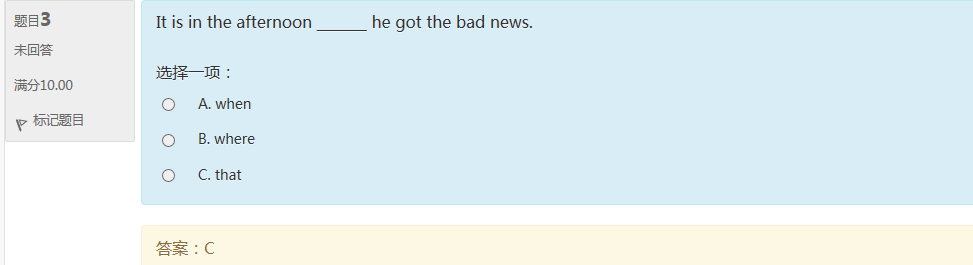 题目3
未回答
满分10.00
标记题目
It is in the afternoon ______ he got the bad news.
选择一项：
A. when
B. where
C. that
答案：C